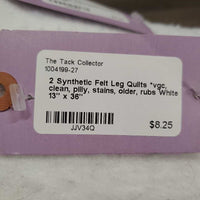 The Tack Collector
1004199-27
2 Synthetic Felt Leg Quilts *vgc,
clean, pilly, stains, older, rubs White
13" x 36"
JJV34Q
$8.25